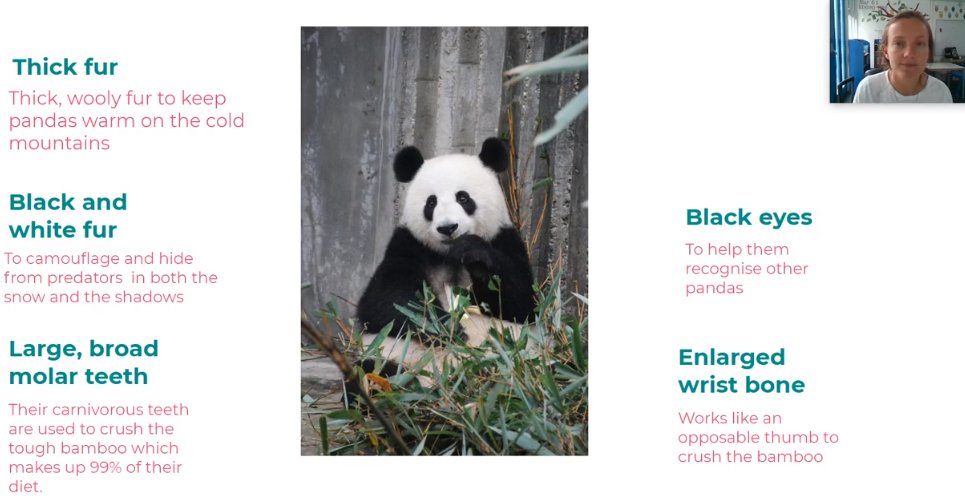 Thick fur
Thick, wooly fur to keep
pandas warm on the cold
mountains
Black and
white fur
To camouflage and hide
from predators  in both the
snow and the shadows
Large, broad
molar teeth
Their carnivorous teeth
are used to crush the
tough bamboo which
makes up 99% of their
diet.
Black eyes
To help them
recognise other
pandas
Enlarged
wrist bone
Works like an
opposable thumb to
crush the bamboo